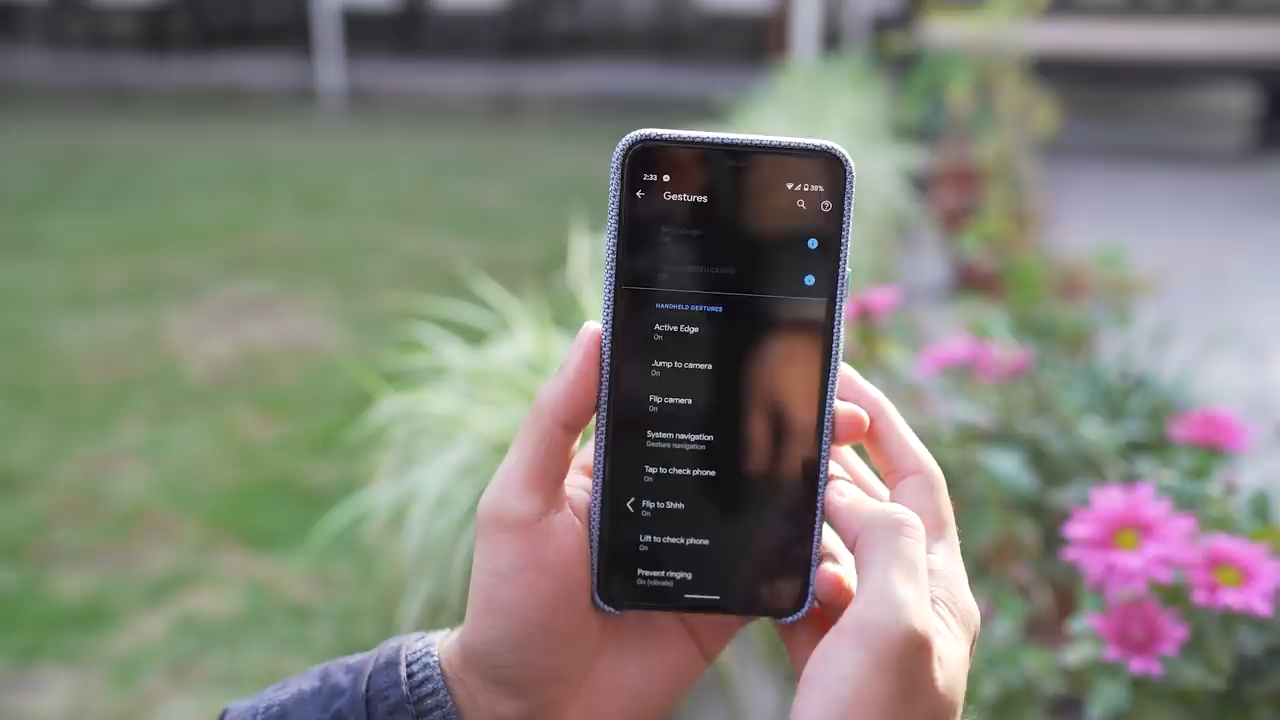 2:33
38%
Gestures
On
On
HANDHELD GESTURES
Active Edge
On
Jump to camera
On
Flip camera
On
System navigation
Gesture navigation
Tap to check phone
On
Flip to Shhh
On
Lift to check phone
On
Prevent ringing
On (vibrate)